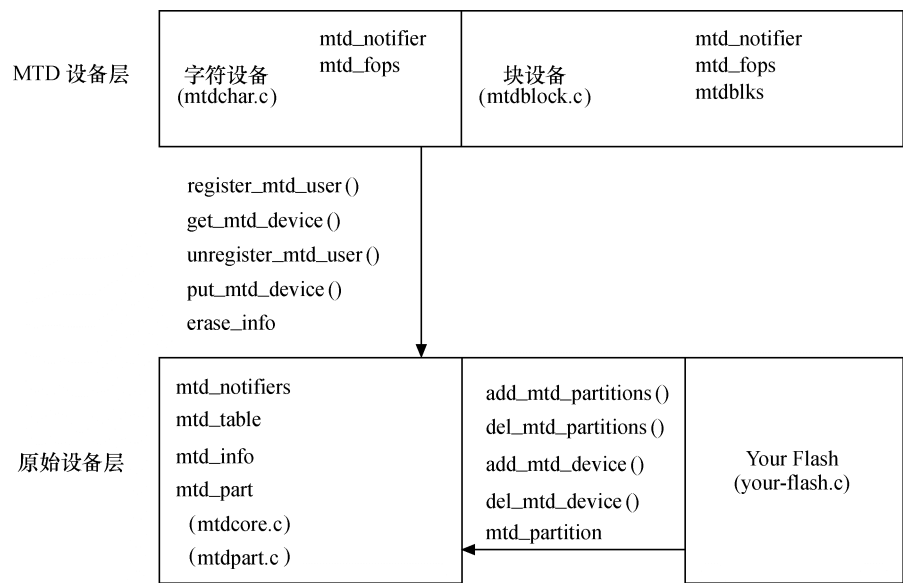 MTD 设备层
字符设备
(mtdchar.c)
mtd_notifier
mtd_fops
块设备
(mtdblock.c)
mtd_notifier
mtd_fops
mtdblks
register_mtd_user()
get_mtd_device()
unregister_mtd_user()
put_mtd_device()
erase_info
原始设备层
mtd_notifiers
mtd_table
mtd_info
mtd_part
(mtdcore.c)
(mtdpart.c)
add_mtd_partitions()
del_mtd_partitions()
add_mtd_device()
del_mtd_device()
mtd_partition
Your Flash
(your-flash.c)